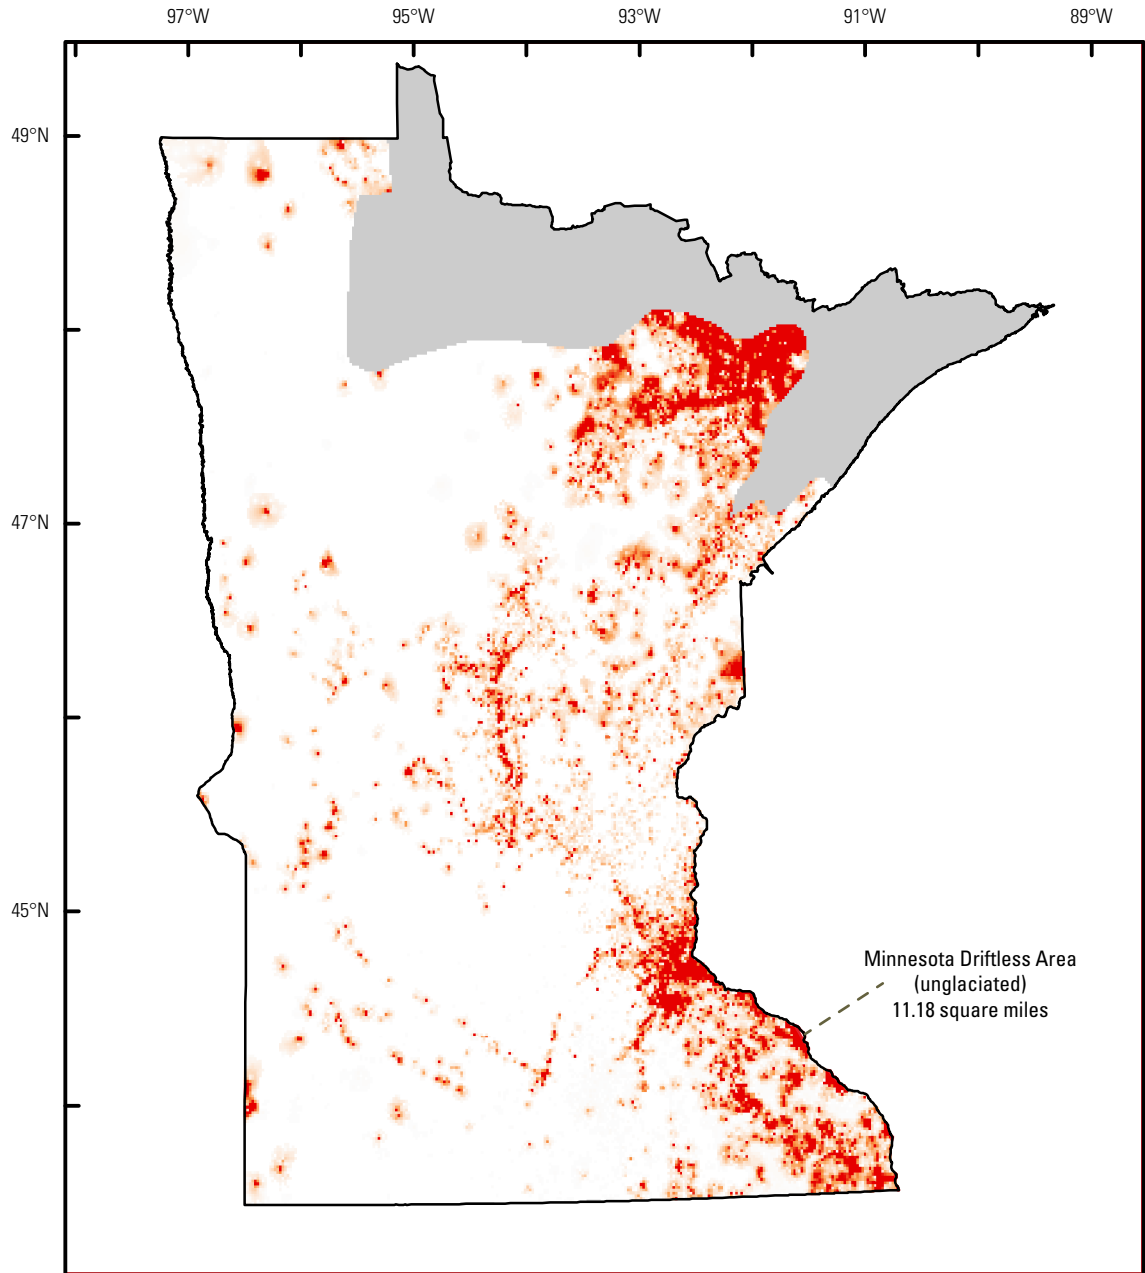 97°W 95°W 93°W 91°W 89°W
49°N
47°N
45°N
Minnesota Driftless Area
(unglaciated)
11.18 square miles